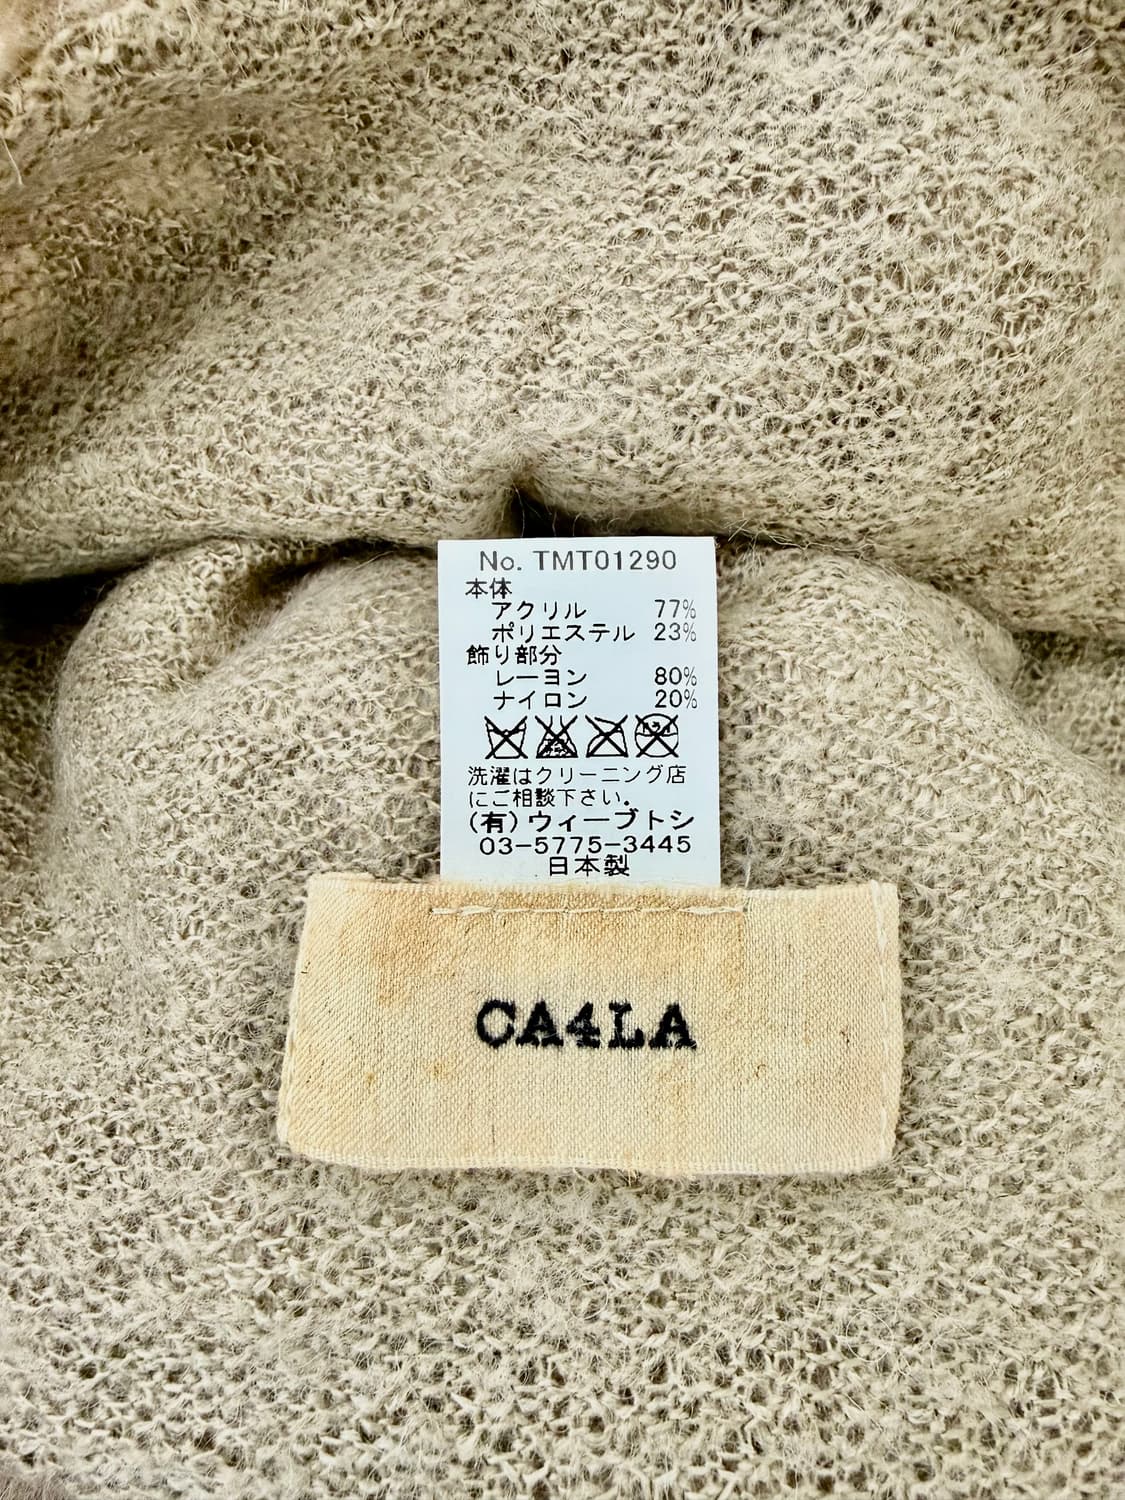 No. TMT01290
本体
アクリル 77%
ポリエステル 23%
飾り部分
レーヨン 80%
ナイロン 20%
洗濯はクリーニング店
にご相談下さい。
(有)ウィーブトシ
03-5775-3445
日本製
CA4LA